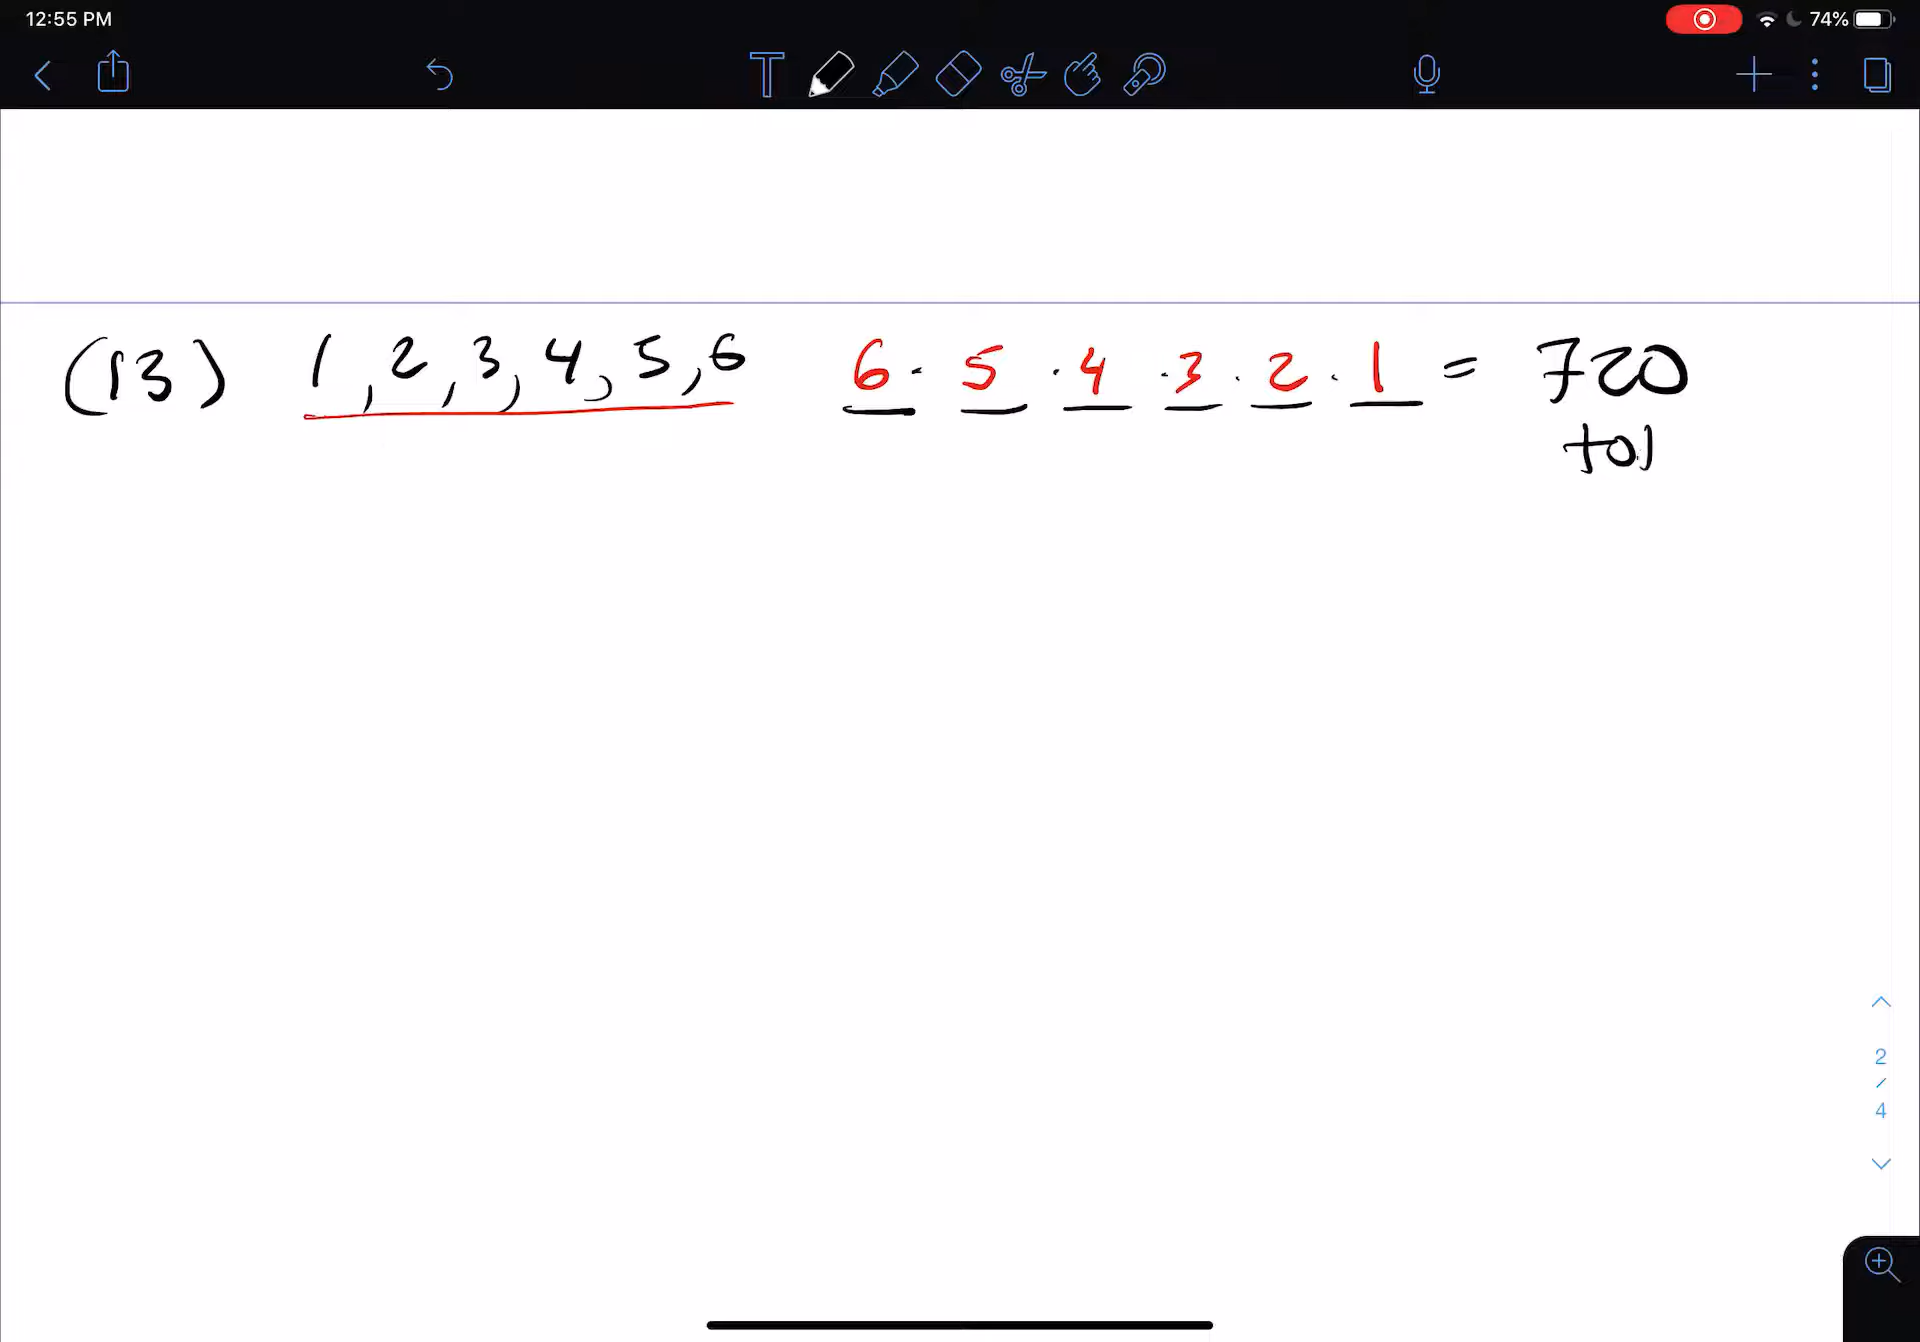 12:55 PM 74%
(13) 1, 2, 3, 4, 5, 6 6 · 5 · 4 · 3 · 2 · 1 = 720
2
/
4